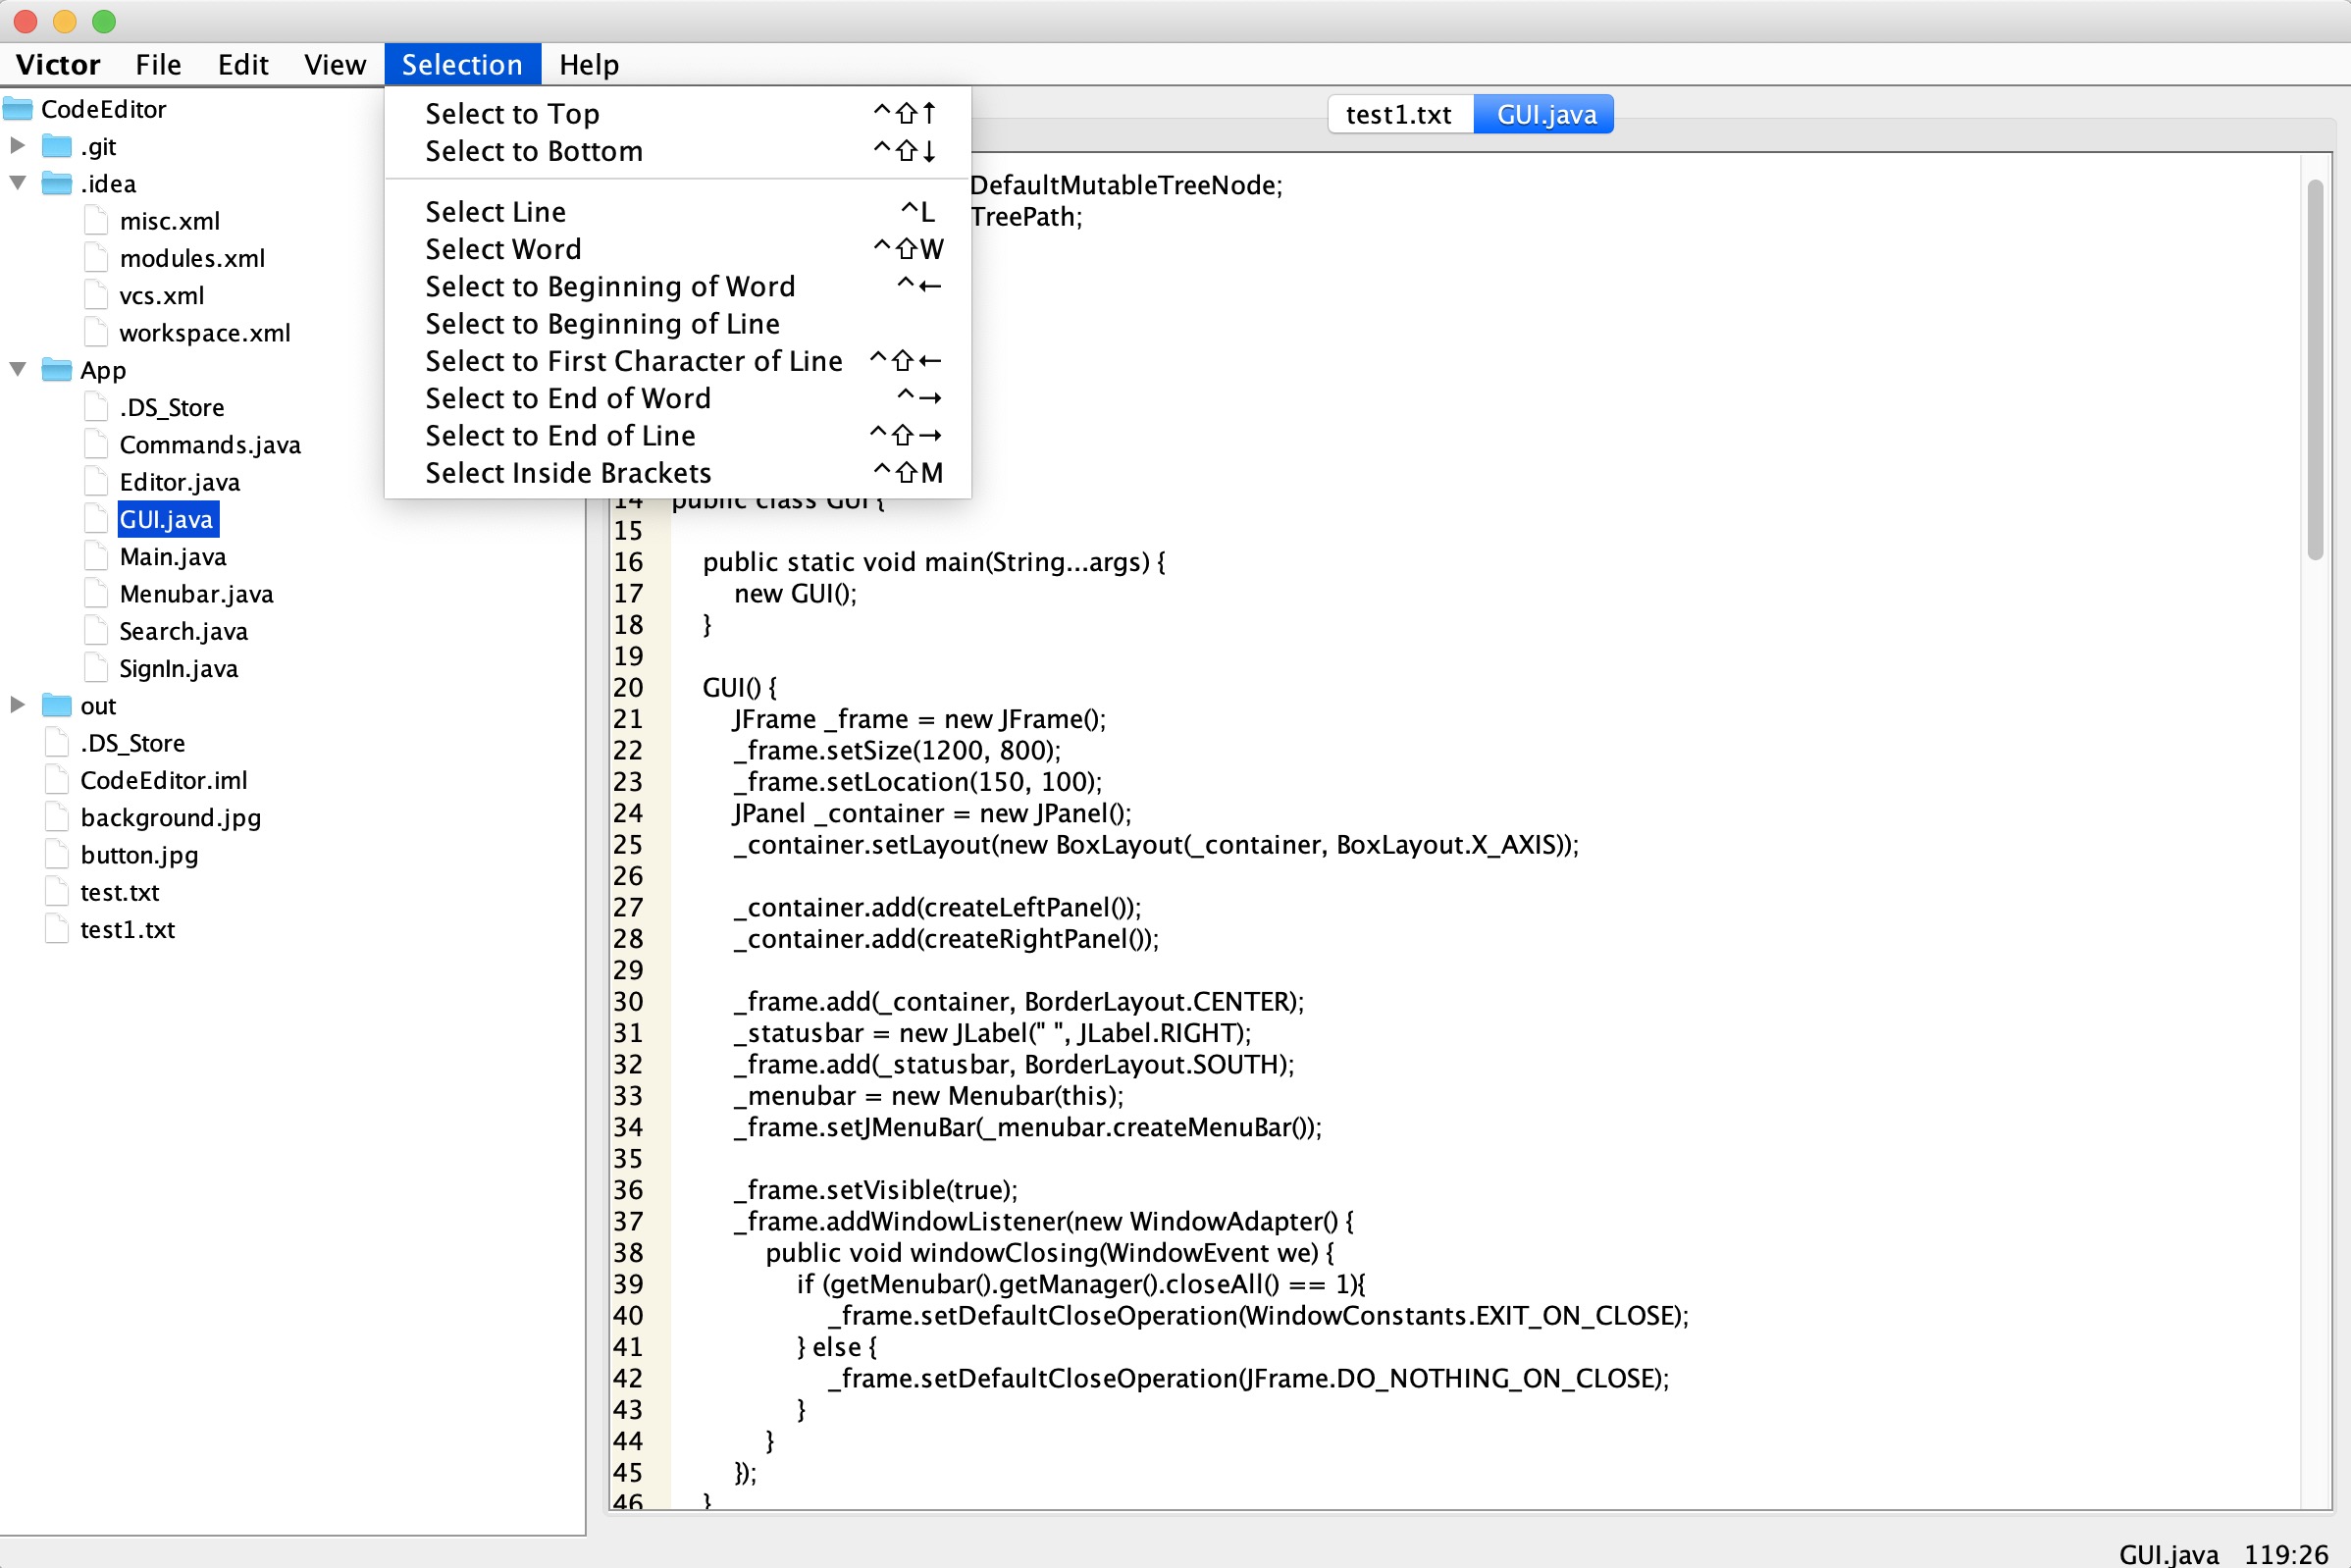 Victor File Edit View Selection Help
CodeEditor
.git
.idea
misc.xml
modules.xml
vcs.xml
workspace.xml
App
.DS_Store
Commands.java
Editor.java
GUI.java
Main.java
Menubar.java
Search.java
SignIn.java
out
.DS_Store
CodeEditor.iml
background.jpg
button.jpg
test.txt
test1.txt
Select to Top ^⇧↑
Select to Bottom ^⇧↓
Select Line ^L
Select Word ^⇧W
Select to Beginning of Word ^←
Select to Beginning of Line
Select to First Character of Line ^⇧←
Select to End of Word ^→
Select to End of Line ^⇧→
Select Inside Brackets ^⇧M
test1.txt GUI.java
DefaultMutableTreeNode;
TreePath;
14 public class GUI {
15
16 public static void main(String...args) {
17 new GUI();
18 }
19
20 GUI() {
21 JFrame _frame = new JFrame();
22 _frame.setSize(1200, 800);
23 _frame.setLocation(150, 100);
24 JPanel _container = new JPanel();
25 _container.setLayout(new BoxLayout(_container, BoxLayout.X_AXIS));
26
27 _container.add(createLeftPanel());
28 _container.add(createRightPanel());
29
30 _frame.add(_container, BorderLayout.CENTER);
31 _statusbar = new JLabel(" ", JLabel.RIGHT);
32 _frame.add(_statusbar, BorderLayout.SOUTH);
33 _menubar = new Menubar(this);
34 _frame.setJMenuBar(_menubar.createMenuBar());
35
36 _frame.setVisible(true);
37 _frame.addWindowListener(new WindowAdapter() {
38 public void windowClosing(WindowEvent we) {
39 if (getMenubar().getManager().closeAll() == 1){
40 _frame.setDefaultCloseOperation(WindowConstants.EXIT_ON_CLOSE);
41 } else {
42 _frame.setDefaultCloseOperation(JFrame.DO_NOTHING_ON_CLOSE);
43 }
44 }
45 });
46 }
GUI.java 119:26